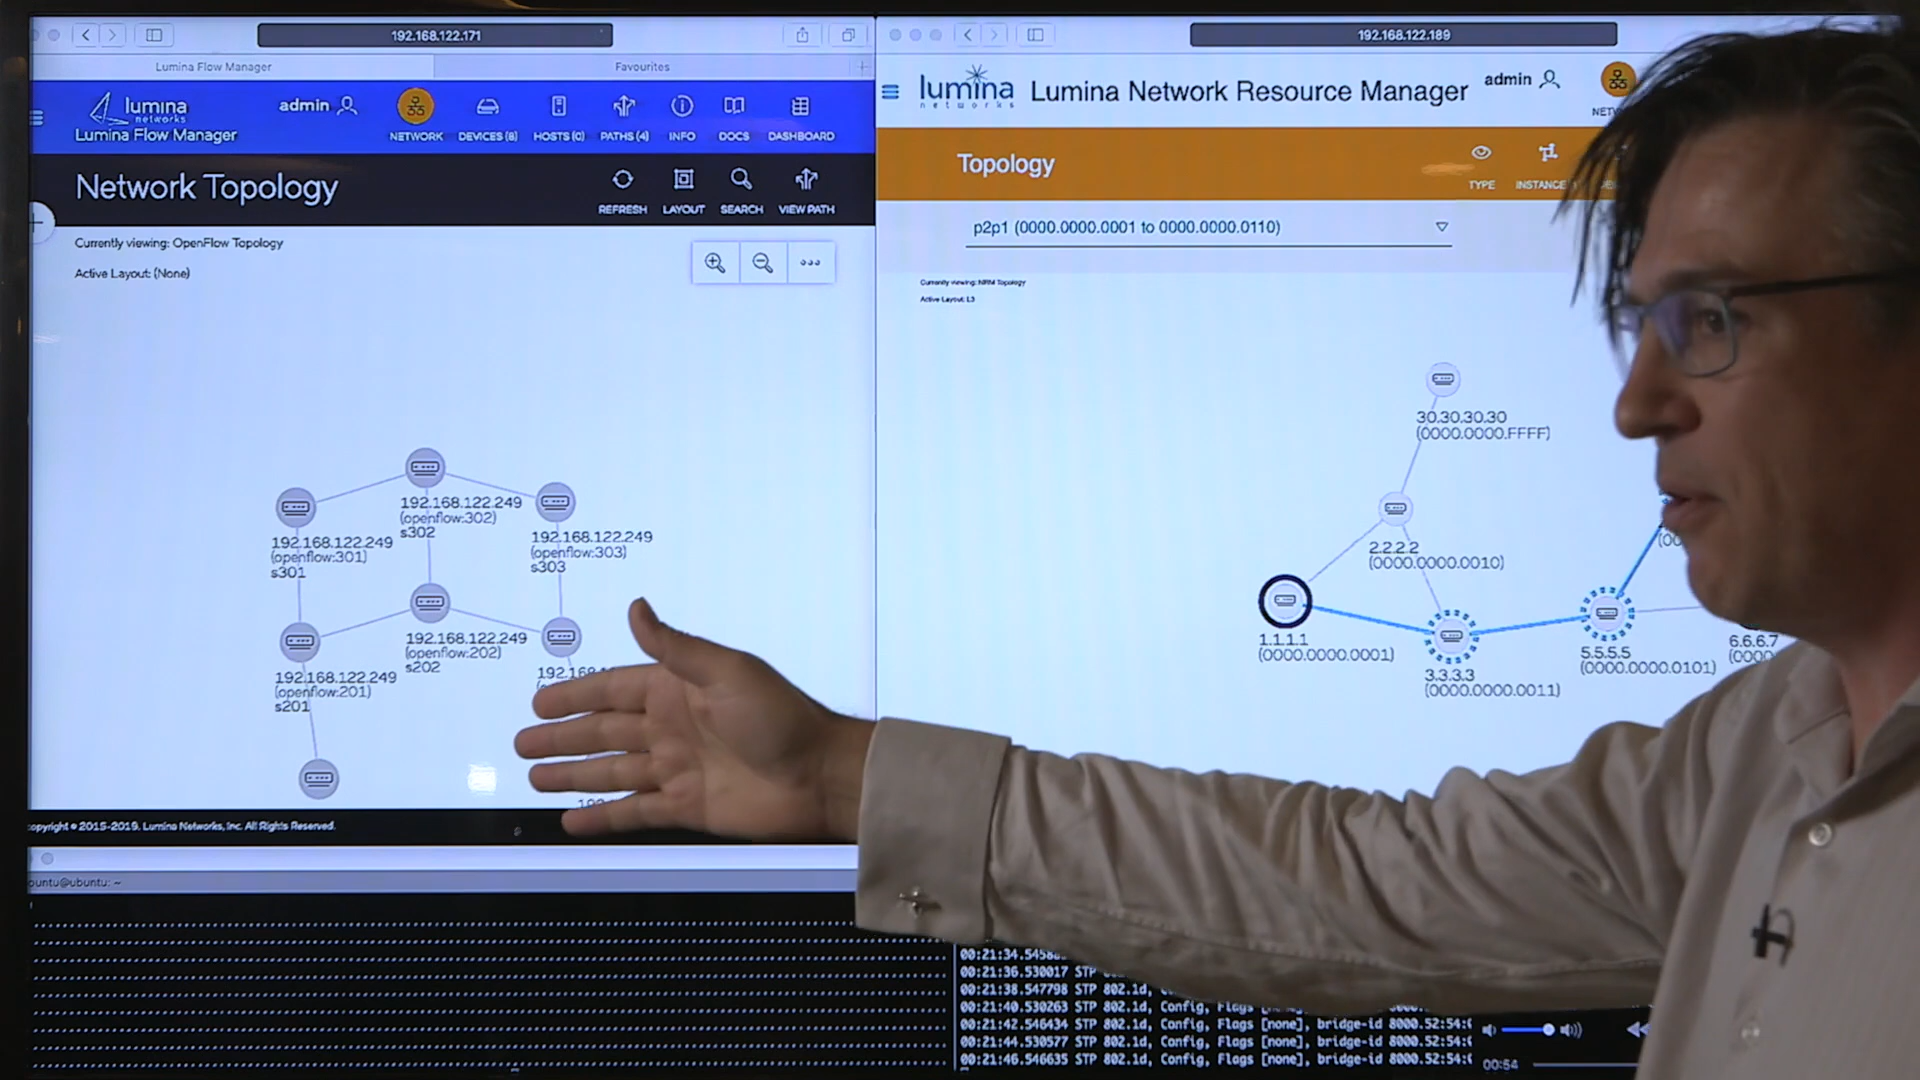 192.168.122.171
Lumina Flow Manager
Favourites
lumina
networks
Lumina Flow Manager
admin
NETWORK
DEVICES (8)
HOSTS (0)
PATHS (4)
INFO
DOCS
DASHBOARD
Network Topology
REFRESH
LAYOUT
SEARCH
VIEW PATH
Currently viewing: OpenFlow Topology
Active Layout: (None)
192.168.122.249
(openflow:302)
s302
192.168.122.249
(openflow:303)
s303
192.168.122.249
(openflow:301)
s301
192.168.122.249
(openflow:202)
s202
192.168.122.249
(openflow:201)
s201
opyright • 2015-2019. Lumina Networks, Inc. All Rights Reserved.
192.168.122.189
lumina
networks
Lumina Network Resource Manager
admin
Topology
TYPE
INSTANCE
p2p1 (0000.0000.0001 to 0000.0000.0110)
Currently viewing: NRM Topology
Active Layout: L3
30.30.30.30
(0000.0000.FFFF)
2.2.2.2
(0000.0000.0010)
1.1.1.1
(0000.0000.0001)
3.3.3.3
(0000.0000.0011)
5.5.5.5
(0000.0000.0101)
6.6.6.7
buntu@ubuntu: ~
00:21:36.530017 STP
00:21:38.547798 STP 802.1d,
00:21:40.530263 STP 802.1d, Config, Flags
00:21:42.546434 STP 802.1d, Config, Flags [none], bridge-id 8000.52:54:
00:21:44.530577 STP 802.1d, Config, Flags [none], bridge-id 8000.52:54:
00:21:46.546635 STP 802.1d, Config, Flags [none], bridge-id 8000.52:54:
00:54